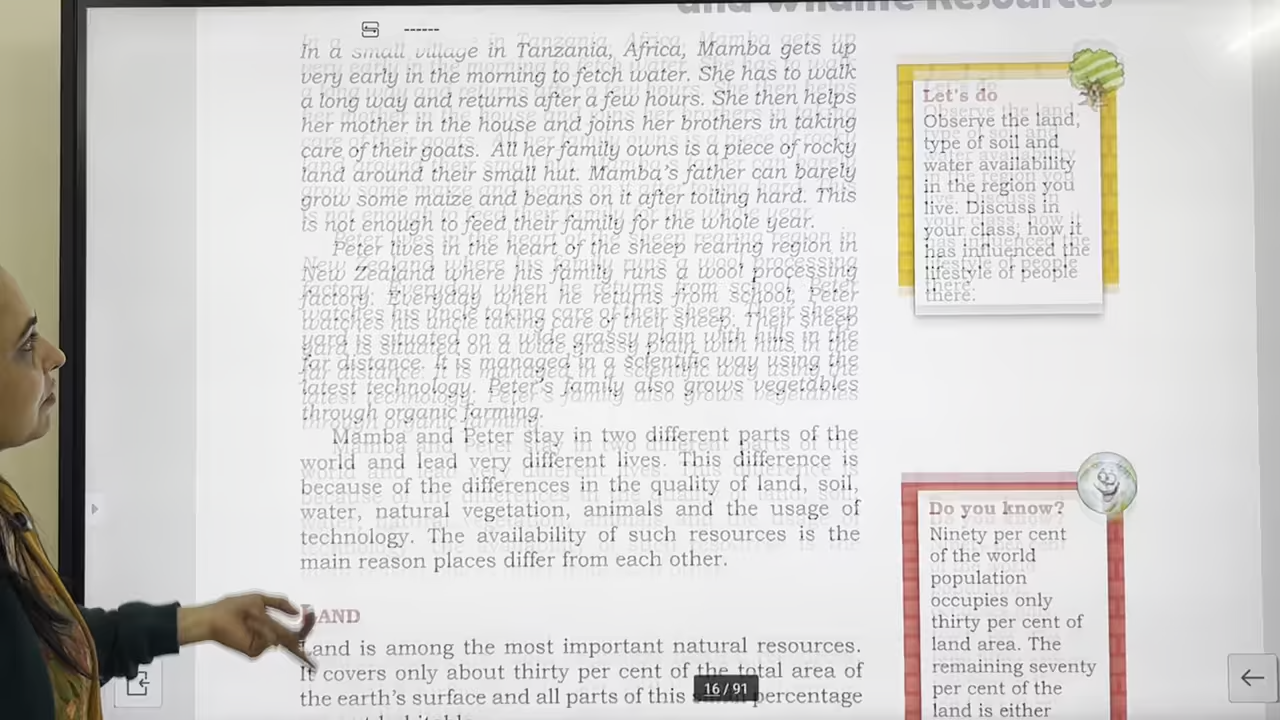 and Wildlife Resources
------
In a small village in Tanzania, Africa, Mamba gets up
very early in the morning to fetch water. She has to walk
a long way and returns after a few hours. She then helps
her mother in the house and joins her brothers in taking
care of their goats. All her family owns is a piece of rocky
land around their small hut. Mamba's father can barely
grow some maize and beans on it after toiling hard. This
is not enough to feed their family for the whole year.
Peter lives in the heart of the sheep rearing region in
New Zealand where his family runs a wool processing
factory. Everyday when he returns from school, Peter
watches his uncle taking care of their sheep. Their sheep
yard is situated on a wide grassy plain with hills in the
far distance. It is managed in a scientific way using the
latest technology. Peter's family also grows vegetables
through organic farming.
Mamba and Peter stay in two different parts of the
world and lead very different lives. This difference is
because of the differences in the quality of land, soil,
water, natural vegetation, animals and the usage of
technology. The availability of such resources is the
main reason places differ from each other.
LAND
Land is among the most important natural resources.
It covers only about thirty per cent of the total area of
the earth's surface and all parts of this small percentage
Let's do
Observe the land,
type of soil and
water availability
in the region you
live. Discuss in
your class, how it
has influenced the
lifestyle of people
there.
Do you know?
Ninety per cent
of the world
population
occupies only
thirty per cent of
land area. The
remaining seventy
per cent of the
land is either
16 / 91